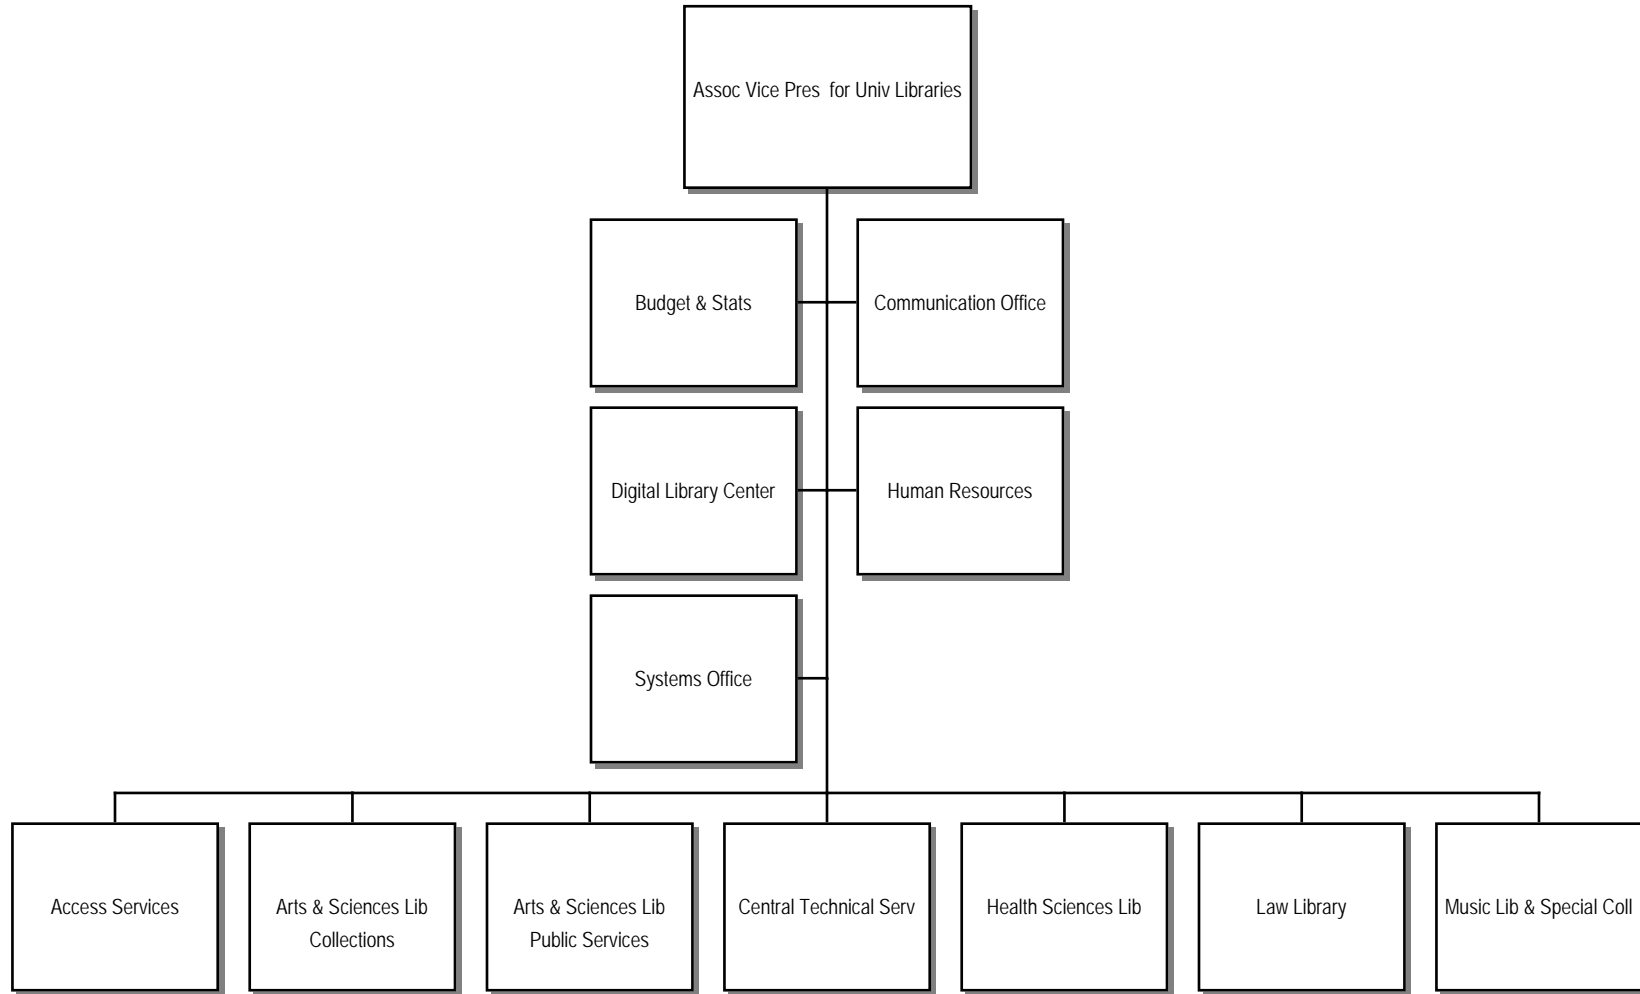 Assoc Vice Pres  for Univ Libraries
Budget & Stats
Communication Office
Digital Library Center
Human Resources
Systems Office
Access Services
Arts & Sciences Lib
Collections
Arts & Sciences Lib
Public Services
Central Technical Serv
Health Sciences Lib
Law Library
Music Lib & Special Coll